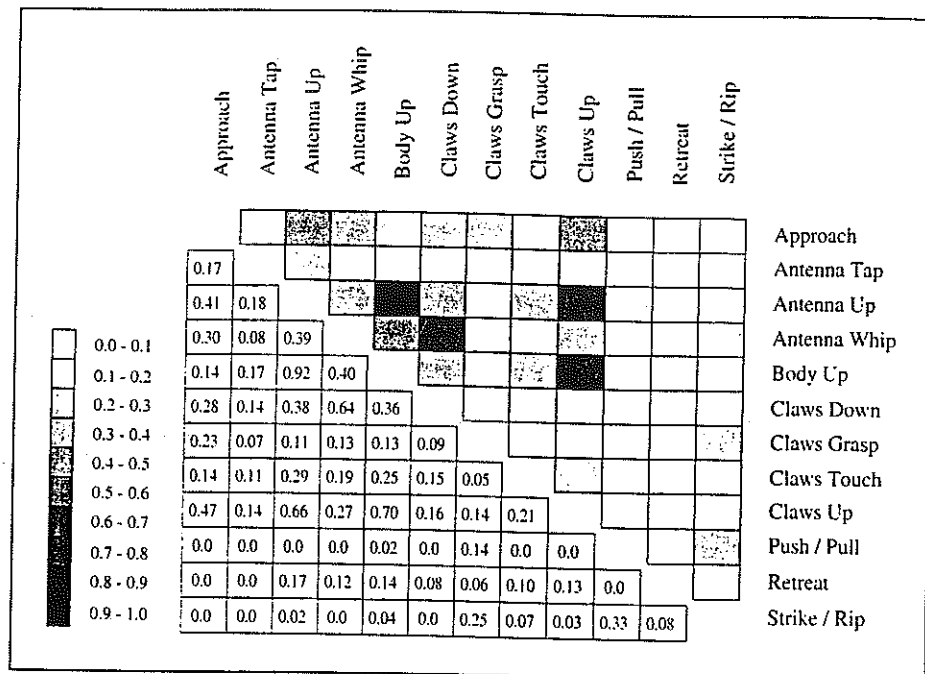 Approach
Antenna Tap
Antenna Up
Antenna Whip
Body Up
Claws Down
Claws Grasp
Claws Touch
Claws Up
Push / Pull
Retreat
Strike / Rip
Approach
0.17 Antenna Tap
0.41 0.18 Antenna Up
0.30 0.08 0.39 Antenna Whip
0.14 0.17 0.92 0.40 Body Up
0.28 0.14 0.38 0.64 0.36 Claws Down
0.23 0.07 0.11 0.13 0.13 0.09 Claws Grasp
0.14 0.11 0.29 0.19 0.25 0.15 0.05 Claws Touch
0.47 0.14 0.66 0.27 0.70 0.16 0.14 0.21 Claws Up
0.0 0.0 0.0 0.0 0.02 0.0 0.14 0.0 0.0 Push / Pull
0.0 0.0 0.17 0.12 0.14 0.08 0.06 0.10 0.13 0.0 Retreat
0.0 0.0 0.02 0.0 0.04 0.0 0.25 0.07 0.03 0.33 0.08 Strike / Rip
0.0 - 0.1
0.1 - 0.2
0.2 - 0.3
0.3 - 0.4
0.4 - 0.5
0.5 - 0.6
0.6 - 0.7
0.7 - 0.8
0.8 - 0.9
0.9 - 1.0